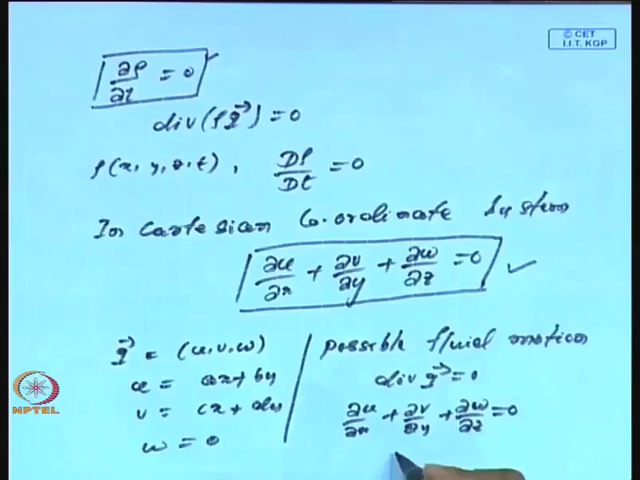 © CET
I.I.T. KGP
∂ρ/∂t = 0
div(ρq⃗) = 0
ρ(x, y, z, t), Dρ/Dt = 0
In Cartesian Co-ordinate System
∂u/∂x + ∂v/∂y + ∂w/∂z = 0 ✓
q⃗ = (u, v, w)
u = ax + by
v = cx + dy
w = 0
possible fluid motion
div q⃗ = 0
∂u/∂x + ∂v/∂y + ∂w/∂z = 0
NPTEL